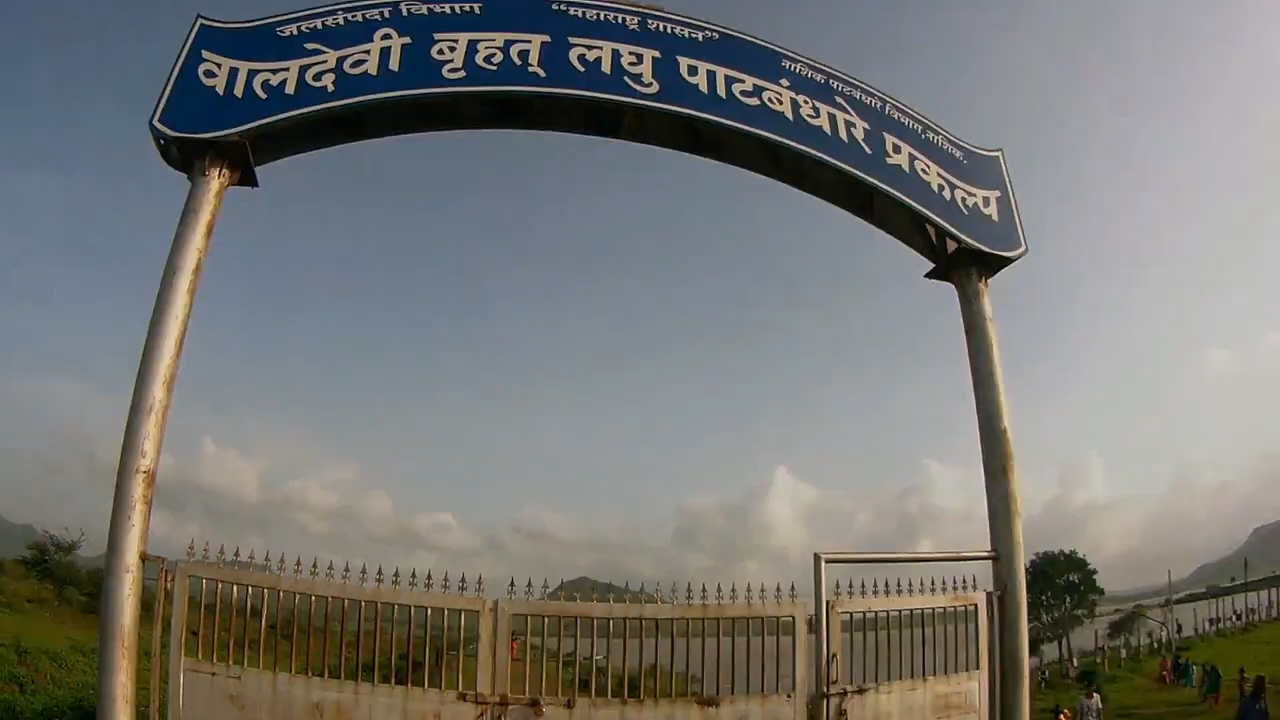 जलसंपदा विभाग "महाराष्ट्र शासन"
वालदेवी बृहत् लघु पाटबंधारे प्रकल्प
नाशिक पाटबंधारे विभाग,नाशिक.